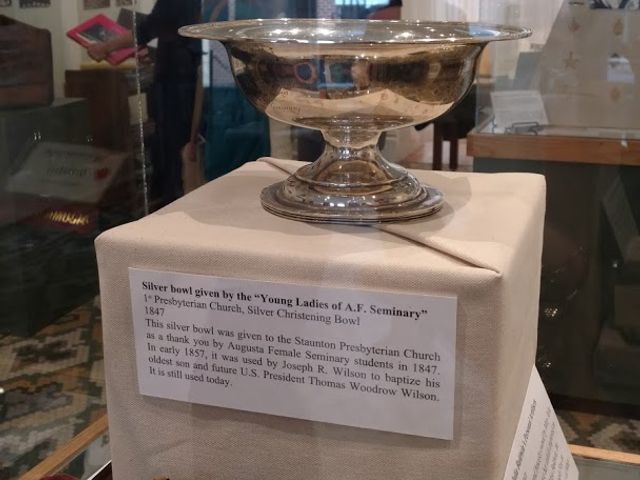 Silver bowl given by the “Young Ladies of A.F. Seminary”
1st Presbyterian Church, Silver Christening Bowl
1847
This silver bowl was given to the Staunton Presbyterian Church
as a thank you by Augusta Female Seminary students in 1847.
In early 1857, it was used by Joseph R. Wilson to baptize his
oldest son and future U.S. President Thomas Woodrow Wilson.
It is still used today.